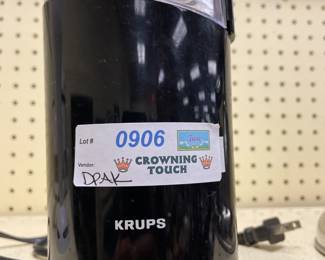 Lot # 0906
CROWNING
Vendor: DPAK TOUCH
KRUPS